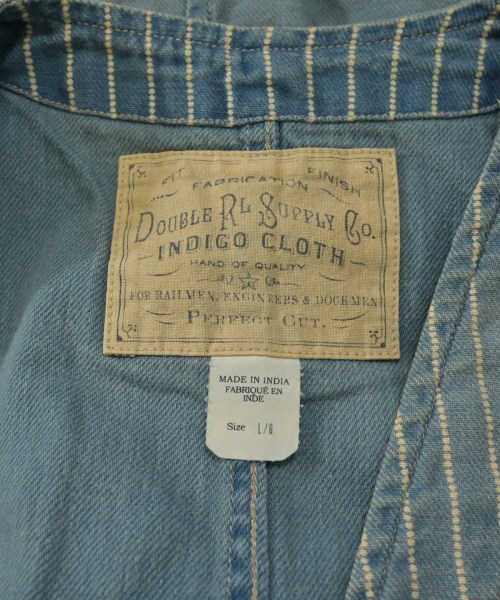 FIT FINISH
FABRICATION
DOUBLE RL SUPPLY CO.
INDIGO CLOTH
HAND OF QUALITY
FOR RAILMEN, ENGINEERS & DOCKMEN
PERFECT CUT.
MADE IN INDIA
FABRIQUÉ EN
INDE
Size L/G